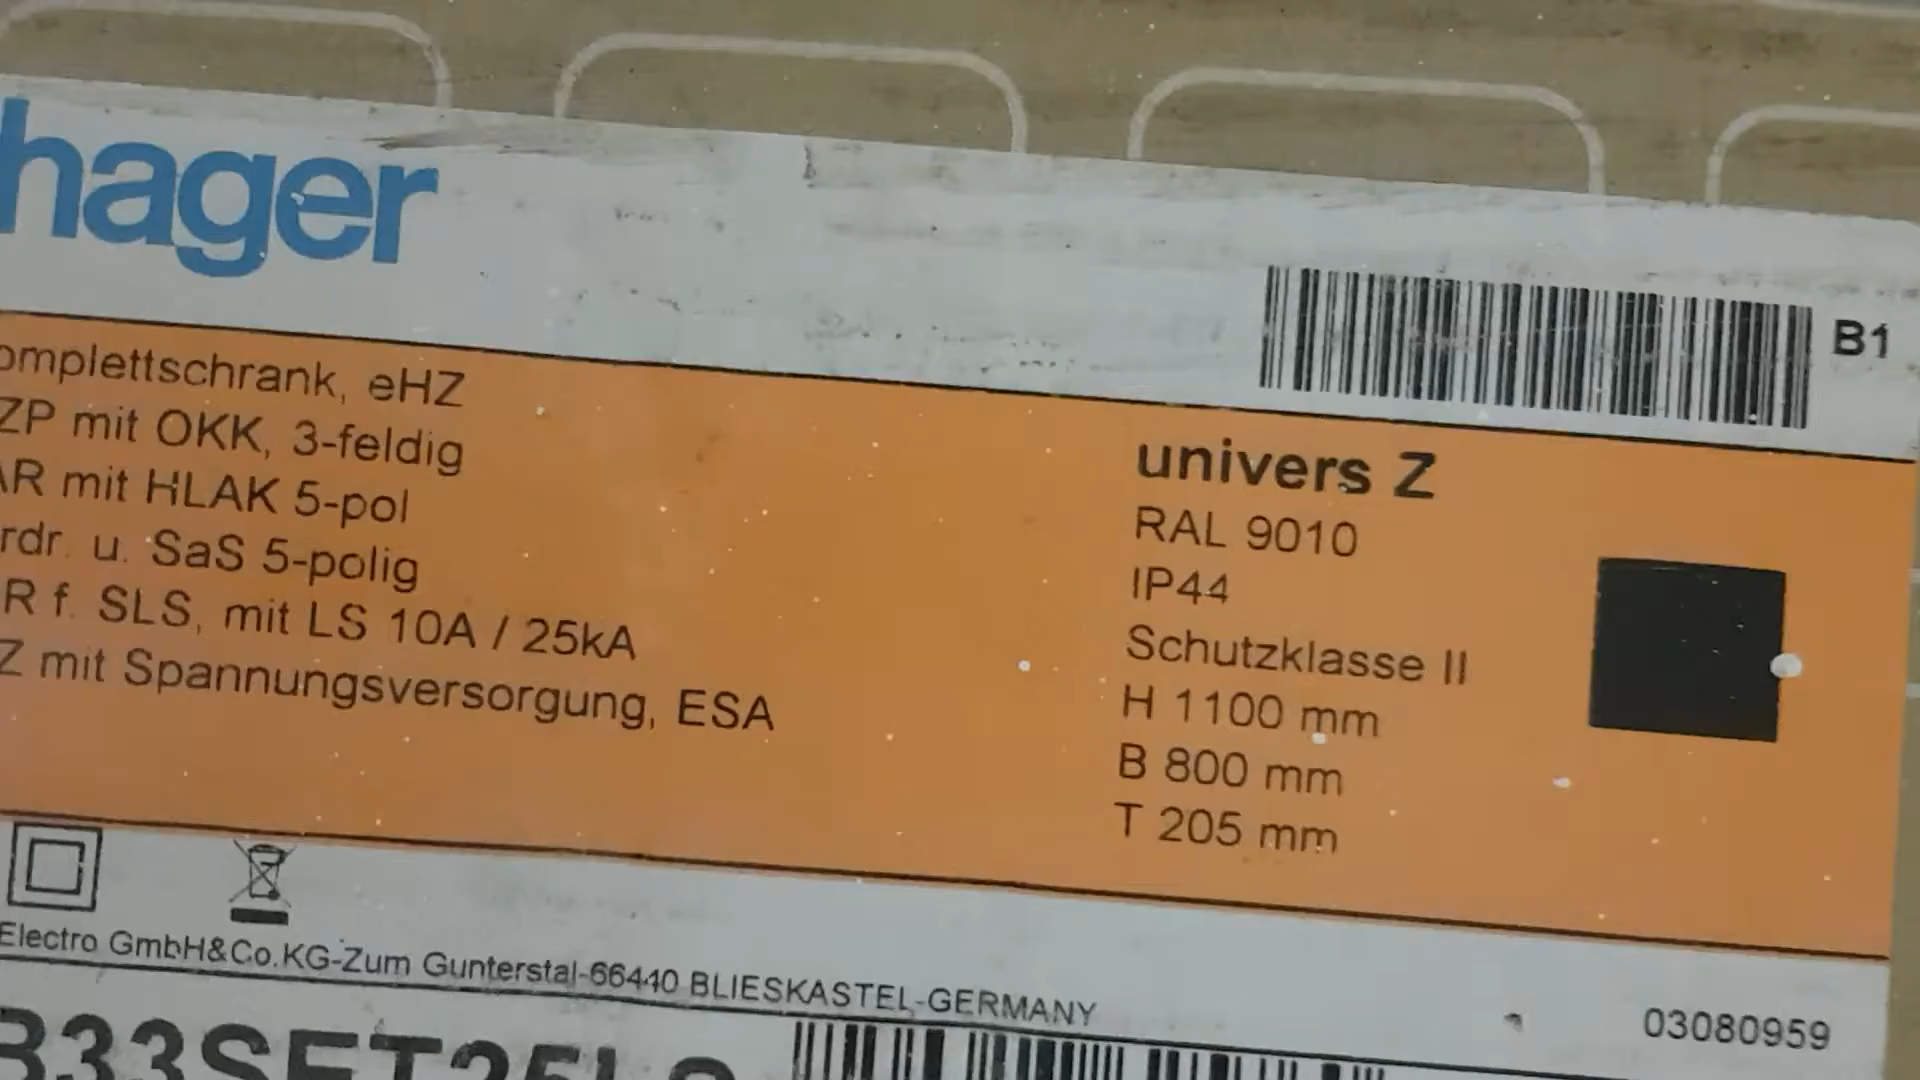 hager
B1
omplettschrank, eHZ
ZP mit OKK, 3-feldig
AR mit HLAK 5-pol
rdr. u. SaS 5-polig
R f. SLS, mit LS 10A / 25kA
Z mit Spannungsversorgung, ESA
univers Z
RAL 9010
IP44
Schutzklasse II
H 1100 mm
B 800 mm
T 205 mm
Electro GmbH&Co.KG-Zum Gunterstal-66440 BLIESKASTEL-GERMANY
03080959
B33SET25LS